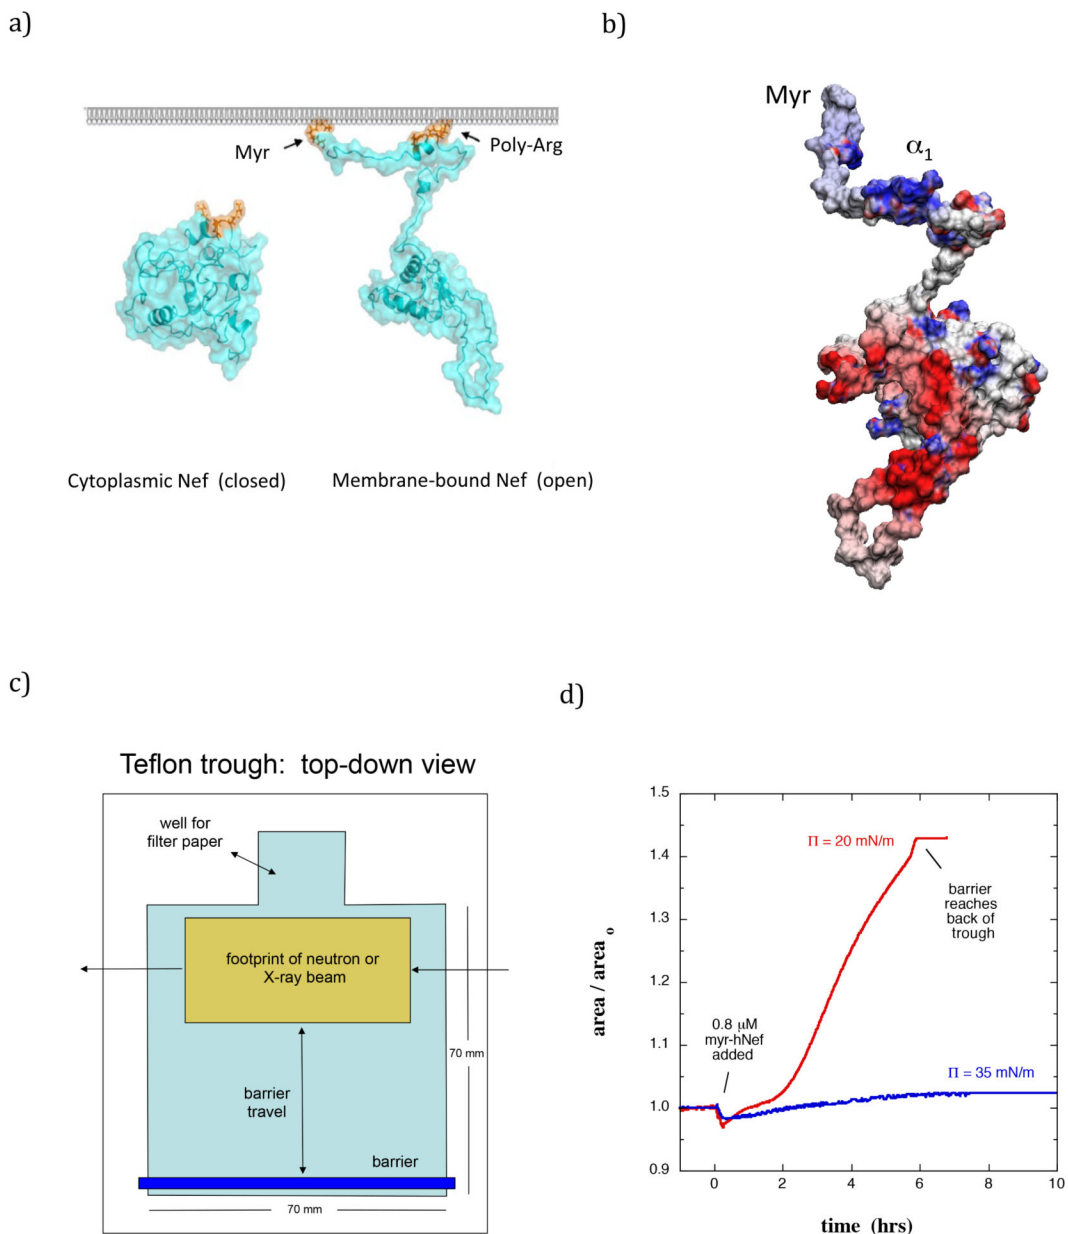 a)
b)
Myr
Poly-Arg
Cytoplasmic Nef (closed)
Membrane-bound Nef (open)
Myr
α1
c)
d)
Teflon trough: top-down view
well for
filter paper
footprint of neutron or
X-ray beam
70 mm
barrier
travel
barrier
70 mm
1.5
1.4
1.3
1.2
1.1
1.0
0.9
area / area o
Π = 20 mN/m
barrier
reaches
back of
trough
0.8 µM
myr-hNef
added
Π = 35 mN/m
0
2
4
6
8
10
time (hrs)